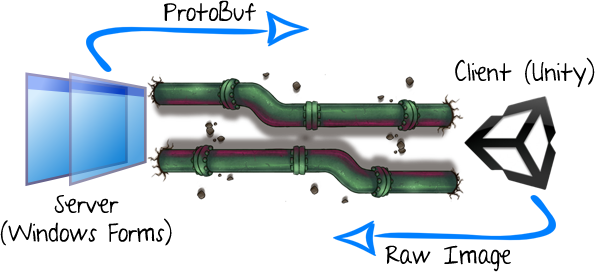 ProtoBuf
Client (Unity)
Server
(Windows Forms)
Raw Image